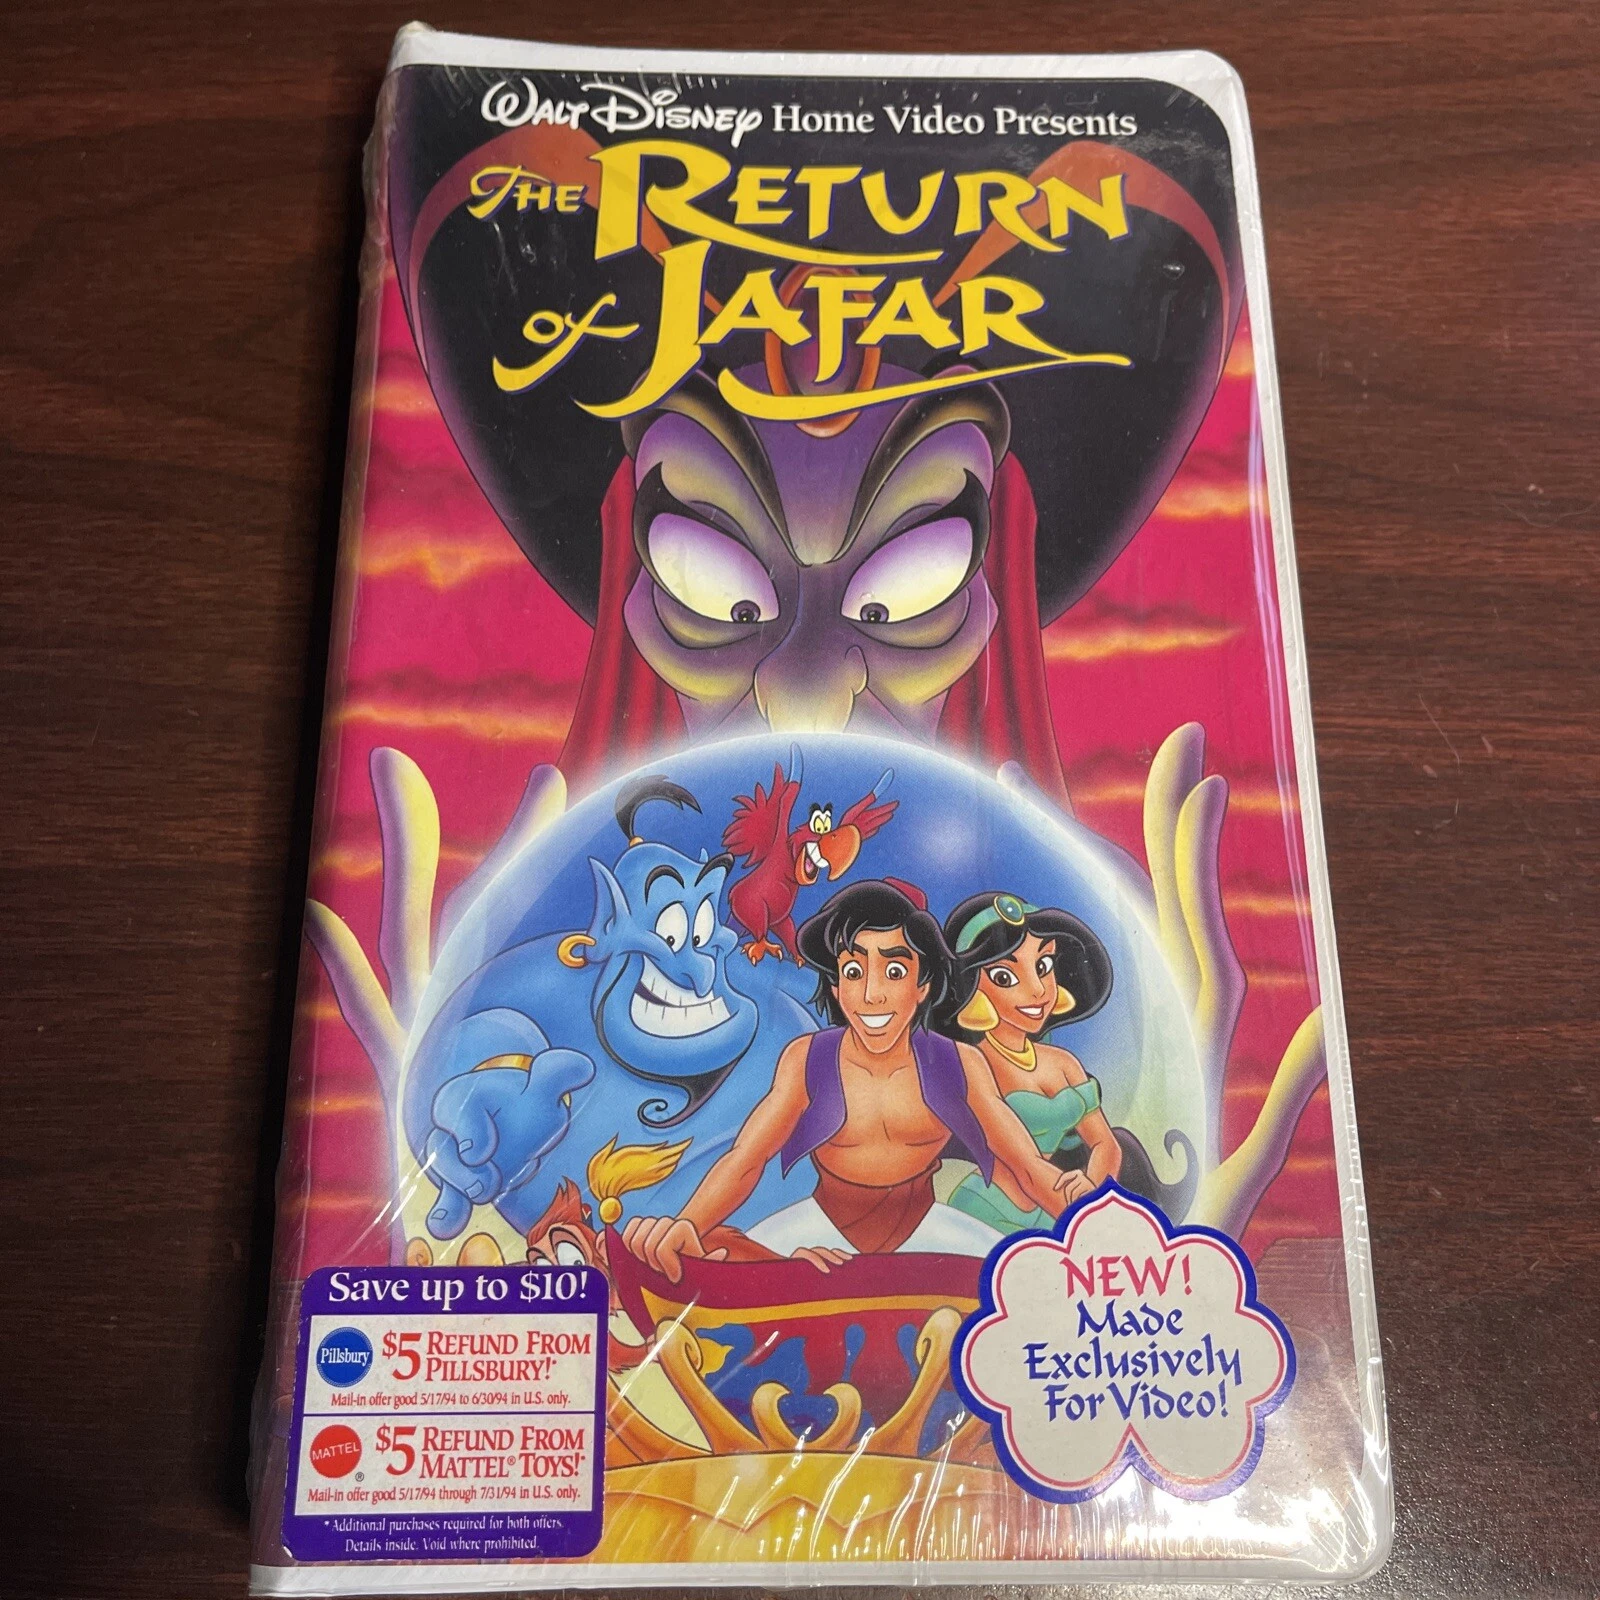 WALT DISNEY Home Video Presents
THE RETURN
OF JAFAR
Save up to $10!
Pillsbury
$5 REFUND FROM
PILLSBURY!*
Mail-in offer good 5/17/94 to 6/30/94 in U.S. only.
MATTEL
®
$5 REFUND FROM
MATTEL® TOYS!*
Mail-in offer good 5/17/94 through 7/31/94 in U.S. only.
*Additional purchases required for both offers.
Details inside. Void where prohibited.
NEW!
Made
Exclusively
For Video!